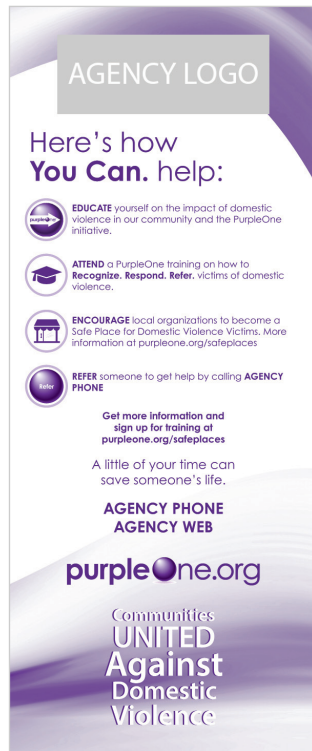 AGENCY LOGO
Here's how
You Can. help:
purpleOne
EDUCATE yourself on the impact of domestic
violence in our community and the PurpleOne
initiative.
ATTEND a PurpleOne training on how to
Recognize. Respond. Refer. victims of domestic
violence.
ENCOURAGE local organizations to become a
Safe Place for Domestic Violence Victims. More
information at purpleone.org/safeplaces
Refer
REFER someone to get help by calling AGENCY
PHONE
Get more information and
sign up for training at
purpleone.org/safeplaces
A little of your time can
save someone's life.
AGENCY PHONE
AGENCY WEB
purpleOne.org
Communities
UNITED
Against
Domestic
Violence